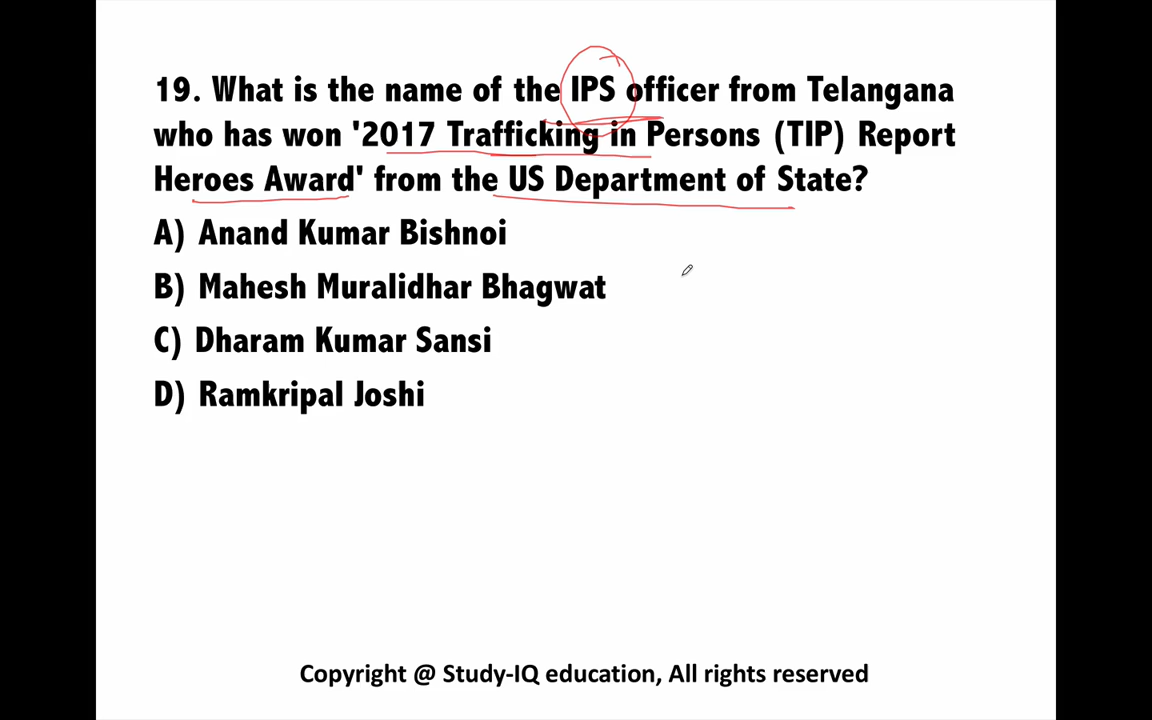 19. What is the name of the IPS officer from Telangana
who has won '2017 Trafficking in Persons (TIP) Report
Heroes Award' from the US Department of State?
A) Anand Kumar Bishnoi
B) Mahesh Muralidhar Bhagwat
C) Dharam Kumar Sansi
D) Ramkripal Joshi
Copyright @ Study-IQ education, All rights reserved